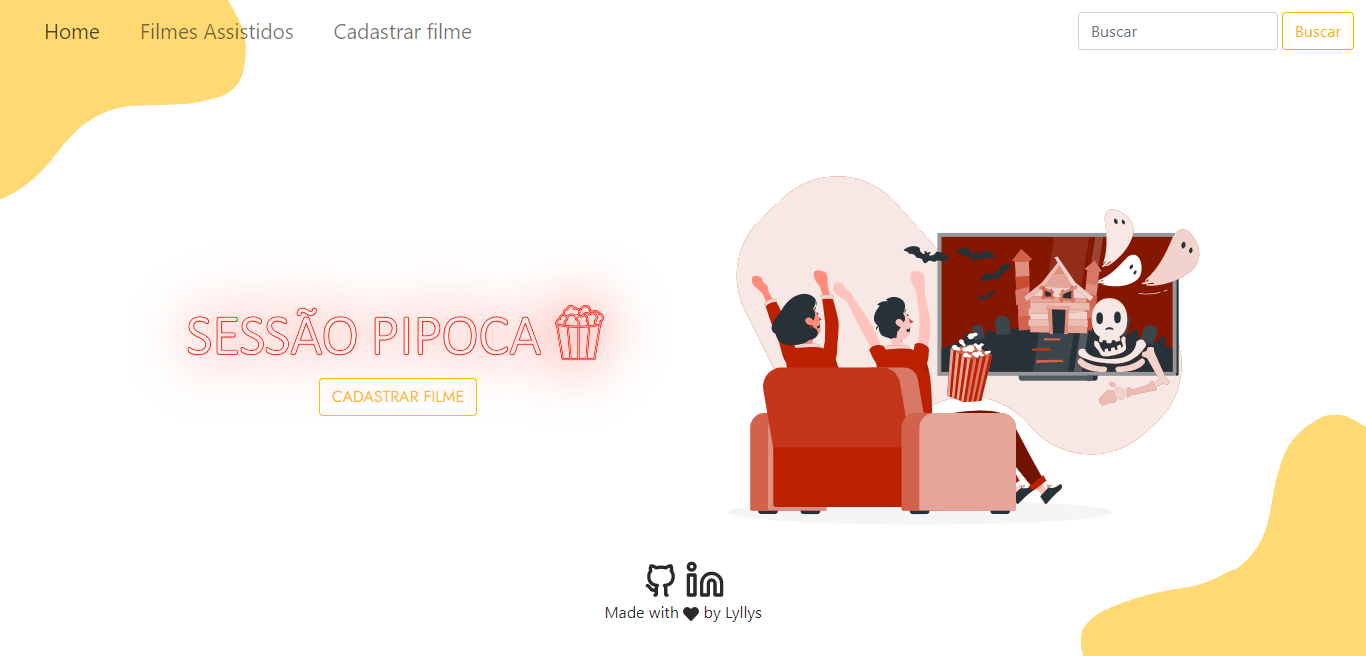 Home Filmes Assistidos Cadastrar filme Buscar Buscar
SESSÃO PIPOCA
CADASTRAR FILME
Made with ♥ by Lyllys